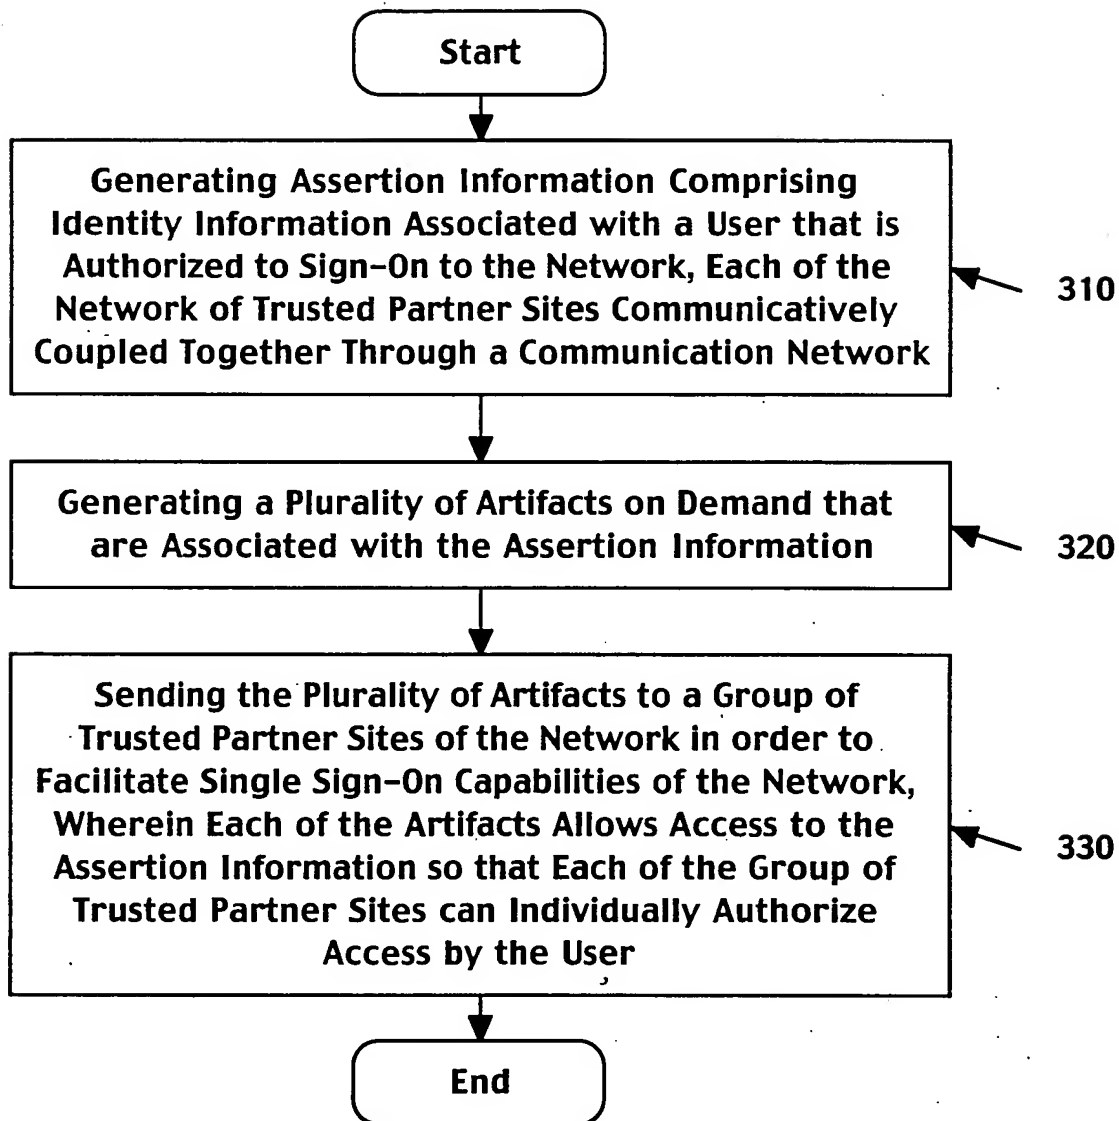 Start
Generating Assertion Information Comprising
Identity Information Associated with a User that is
Authorized to Sign-On to the Network, Each of the
Network of Trusted Partner Sites Communicatively
Coupled Together Through a Communication Network
310
Generating a Plurality of Artifacts on Demand that
are Associated with the Assertion Information
320
Sending the Plurality of Artifacts to a Group of
Trusted Partner Sites of the Network in order to
Facilitate Single Sign-On Capabilities of the Network,
Wherein Each of the Artifacts Allows Access to the
Assertion Information so that Each of the Group of
Trusted Partner Sites can Individually Authorize
Access by the User
330
End